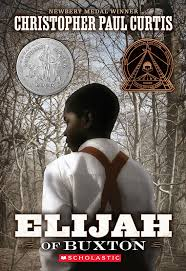 NEWBERY MEDAL WINNER
CHRISTOPHER PAUL CURTIS
ELIJAH
OF BUXTON
SCHOLASTIC